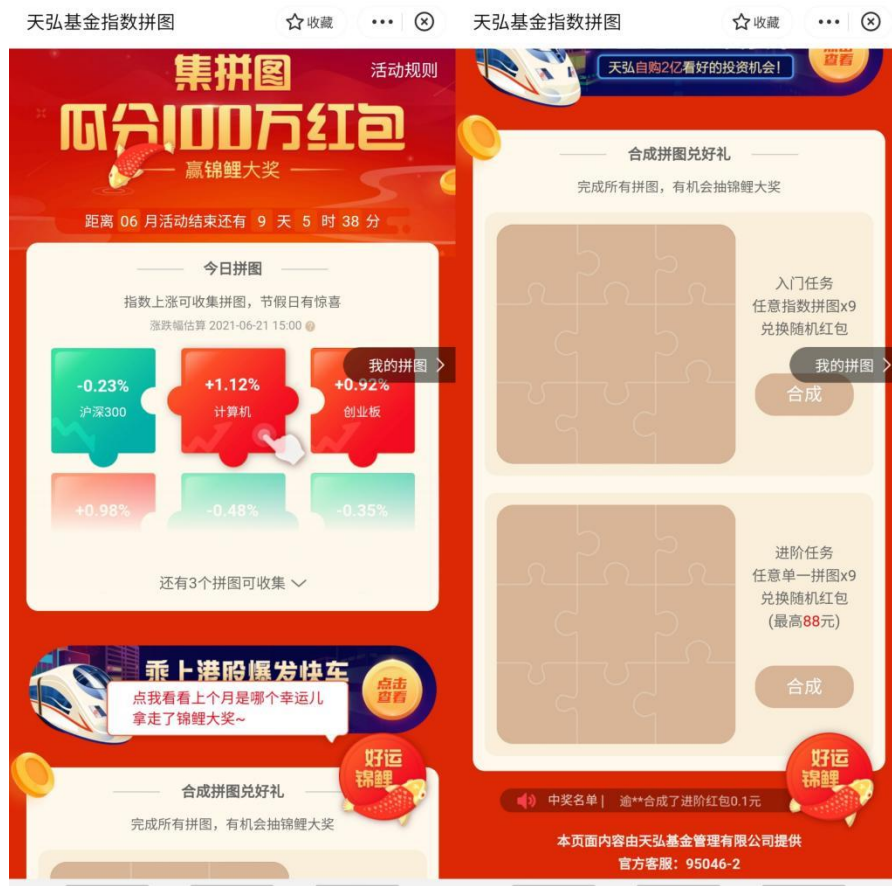 天弘基金指数拼图
收藏
集拼图
活动规则
瓜分100万红包
赢锦鲤大奖
距离 06 月活动结束还有 9 天 5 时 38 分
今日拼图
指数上涨可收集拼图，节假日有惊喜
涨跌幅估算 2021-06-21 15:00
我的拼图
-0.23%
沪深300
+1.12%
计算机
+0.92%
创业板
+0.98%
-0.48%
-0.35%
还有3个拼图可收集
乘上港股爆发快车
点击
查看
点我看看上个月是哪个幸运儿
拿走了锦鲤大奖~
好运
锦鲤
合成拼图兑好礼
完成所有拼图，有机会抽锦鲤大奖
天弘基金指数拼图
收藏
天弘自购2亿看好的投资机会！
点击
查看
合成拼图兑好礼
完成所有拼图，有机会抽锦鲤大奖
入门任务
任意指数拼图x9
兑换随机红包
我的拼图
合成
进阶任务
任意单一拼图x9
兑换随机红包
(最高88元)
合成
好运
锦鲤
中奖名单| 逾**合成了进阶红包0.1元
本页面内容由天弘基金管理有限公司提供
官方客服：95046-2